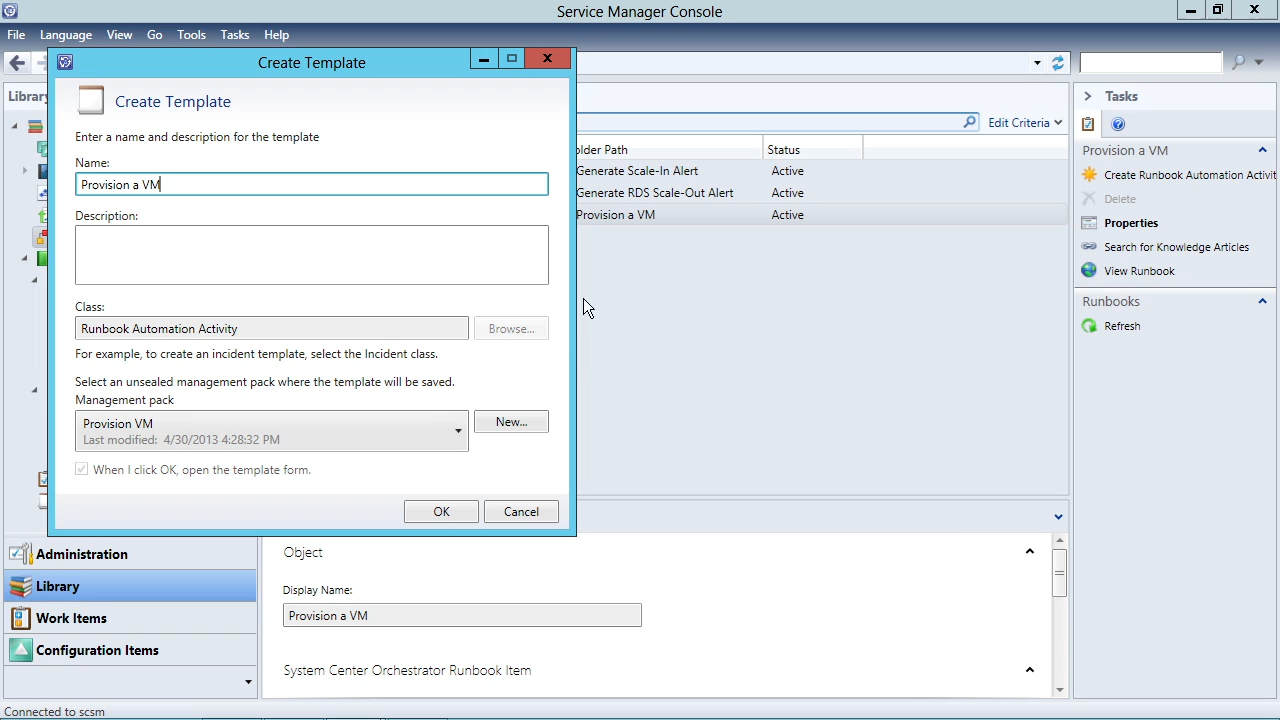 Service Manager Console
File Language View Go Tools Tasks Help
Create Template
Create Template
Enter a name and description for the template
Name:
Provision a VM
Description:
Class:
Runbook Automation Activity
Browse...
For example, to create an incident template, select the Incident class.
Select an unsealed management pack where the template will be saved.
Management pack
Provision VM
Last modified: 4/30/2013 4:28:32 PM
New...
When I click OK, open the template form.
OK
Cancel
Library
Edit Criteria
Path
Status
Generate Scale-In Alert
Active
Generate RDS Scale-Out Alert
Active
Provision a VM
Active
Administration
Library
Work Items
Configuration Items
Object
Display Name:
Provision a VM
System Center Orchestrator Runbook Item
Tasks
Provision a VM
Create Runbook Automation
Delete
Properties
Search for Knowledge Articles
View Runbook
Runbooks
Refresh
Connected to scsm